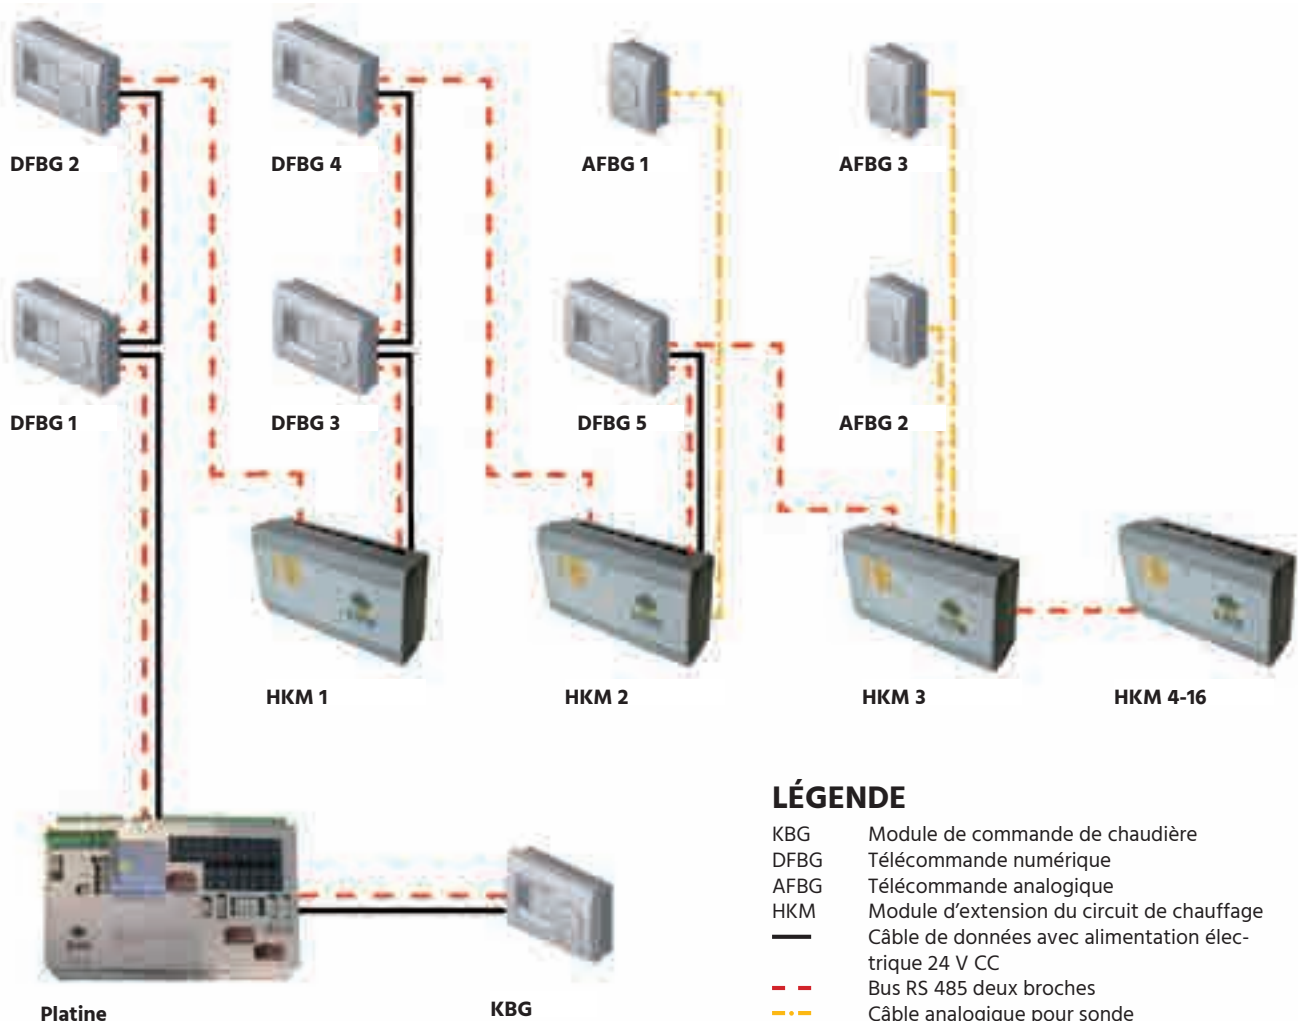 DFBG 2
DFBG 4
AFBG 1
AFBG 3
DFBG 1
DFBG 3
DFBG 5
AFBG 2
HKM 1
HKM 2
HKM 3
HKM 4-16
Platine
KBG
LÉGENDE
KBG Module de commande de chaudière
DFBG Télécommande numérique
AFBG Télécommande analogique
HKM Module d’extension du circuit de chauffage
Câble de données avec alimentation élec-
trique 24 V CC
Bus RS 485 deux broches
Câble analogique pour sonde